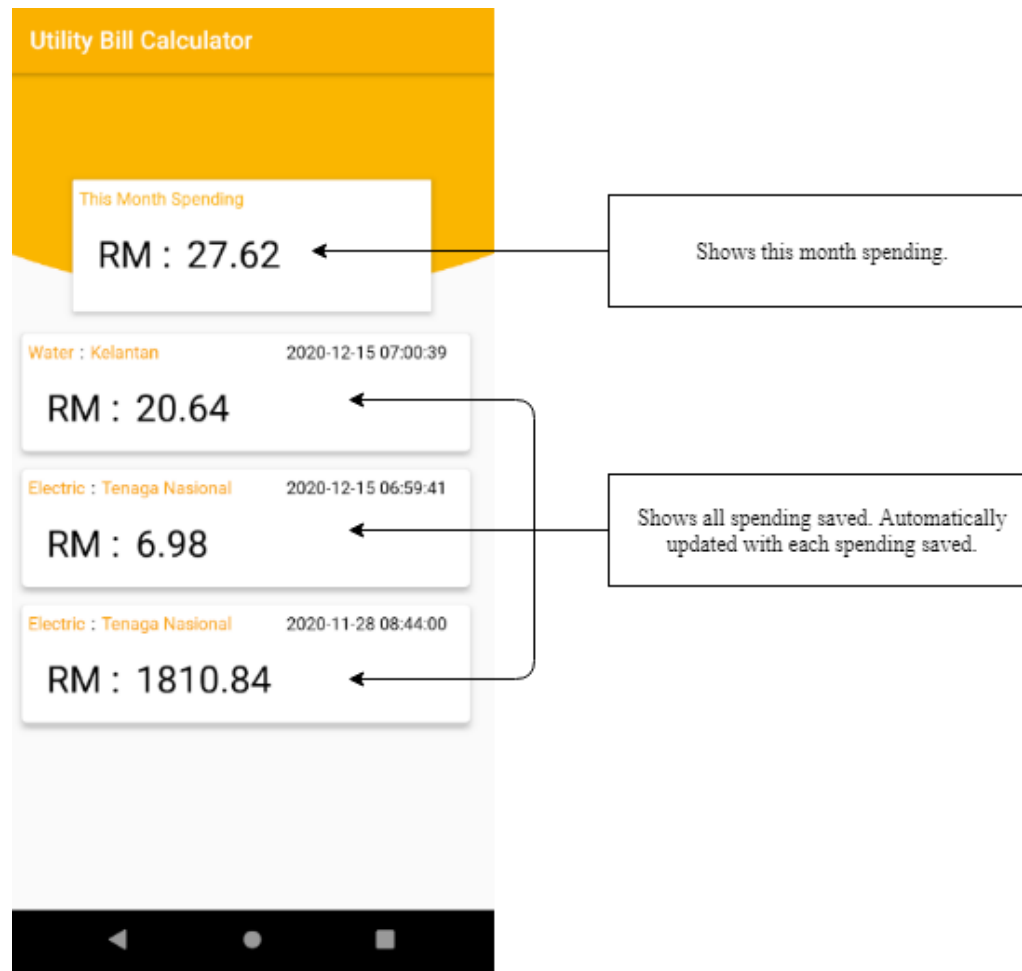 Utility Bill Calculator
This Month Spending
RM : 27.62
Shows this month spending.
Water : Kelantan 2020-12-15 07:00:39
RM : 20.64
Electric : Tenaga Nasional 2020-12-15 06:59:41
RM : 6.98
Shows all spending saved. Automatically
updated with each spending saved.
Electric : Tenaga Nasional 2020-11-28 08:44:00
RM : 1810.84